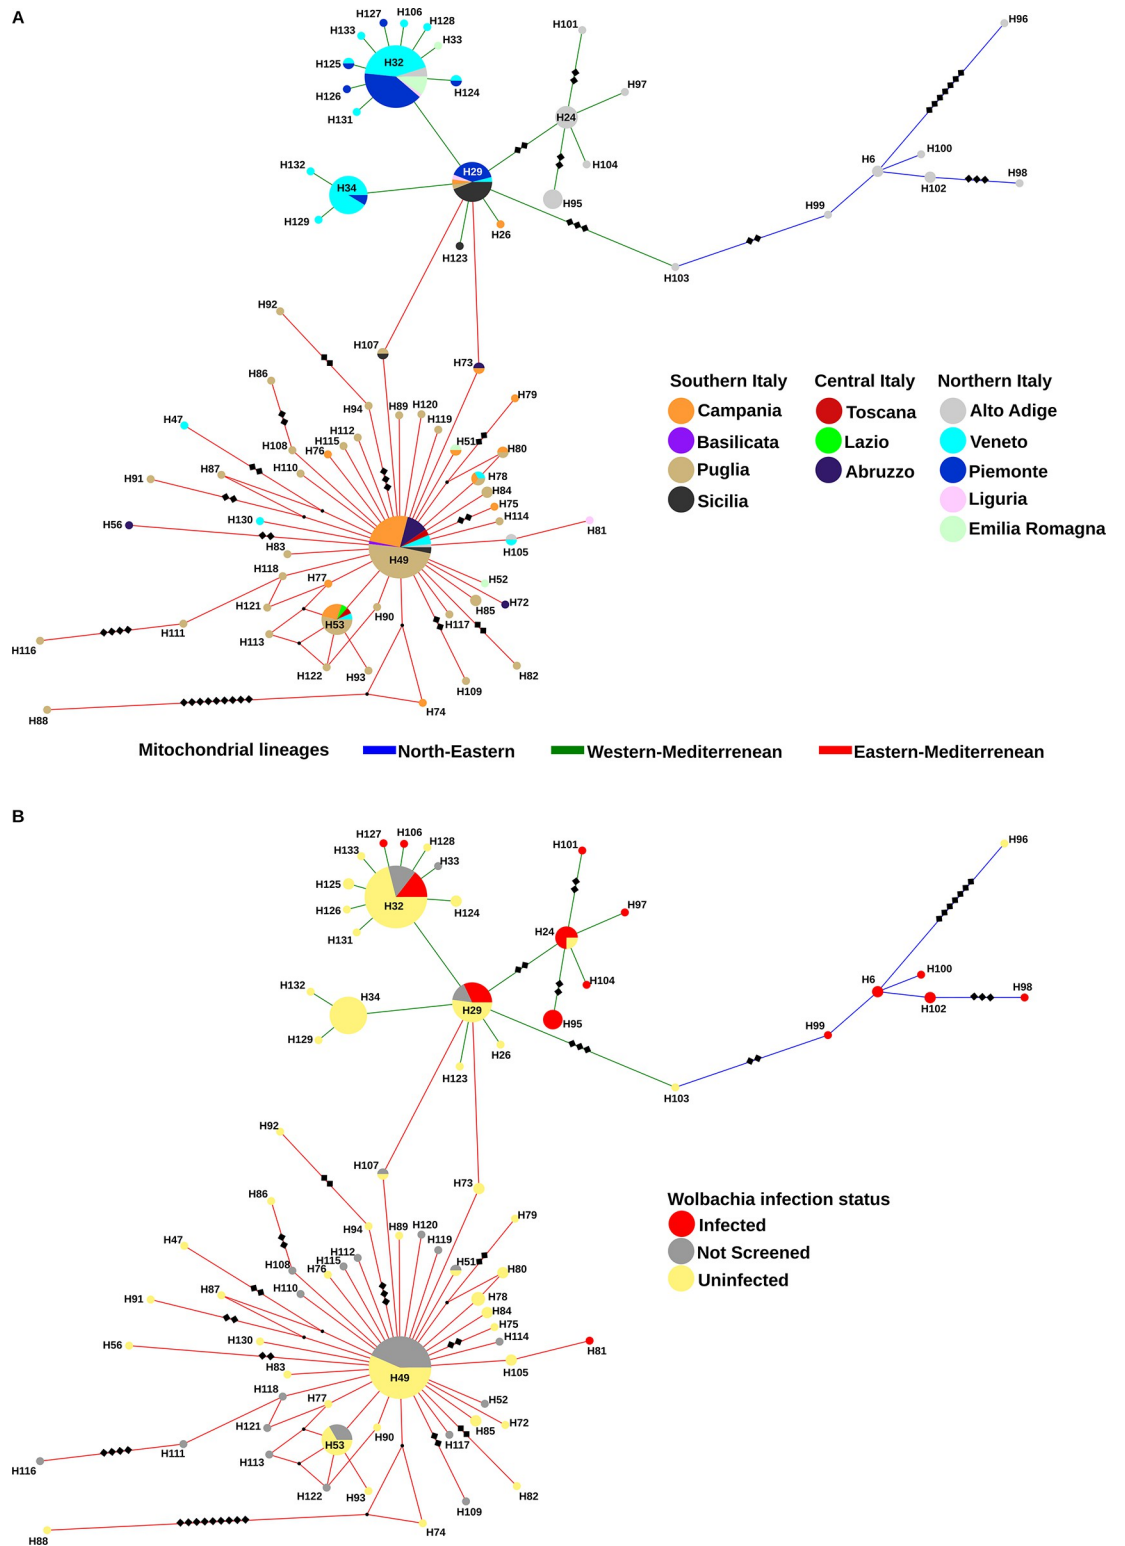 A
H127
H106
H128
H133
H33
H125
H32
H124
H126
H131
H101
H97
H24
H104
H95
H96
H100
H6
H102
H98
H99
H103
H132
H34
H129
H29
H26
H123
H92
H107
H73
H86
H79
H94
H89
H120
H119
H47
H112
H115
H76
H108
H51
H80
H91
H87
H110
H78
H84
H75
H114
H56
H130
H83
H49
H105
H81
H118
H77
H52
H121
H53
H90
H85
H72
H117
H116
H111
H113
H122
H93
H109
H82
H88
H74
Southern Italy Central Italy Northern Italy
Campania Toscana Alto Adige
Basilicata Lazio Veneto
Puglia Abruzzo Piemonte
Sicilia Liguria
Emilia Romagna
Mitochondrial lineages North-Eastern Western-Mediterrenean Eastern-Mediterrenean
B
H127
H106
H128
H133
H33
H125
H32
H124
H126
H131
H101
H97
H24
H104
H95
H96
H100
H6
H102
H98
H99
H103
H132
H34
H129
H29
H26
H123
H92
H107
H73
H86
H79
H94
H89
H120
H119
H47
H112
H115
H76
H108
H51
H80
H91
H87
H110
H78
H84
H75
H114
H56
H130
H83
H49
H105
H81
H118
H77
H52
H121
H53
H90
H85
H72
H117
H116
H111
H113
H122
H93
H109
H82
H88
H74
Wolbachia infection status
Infected
Not Screened
Uninfected